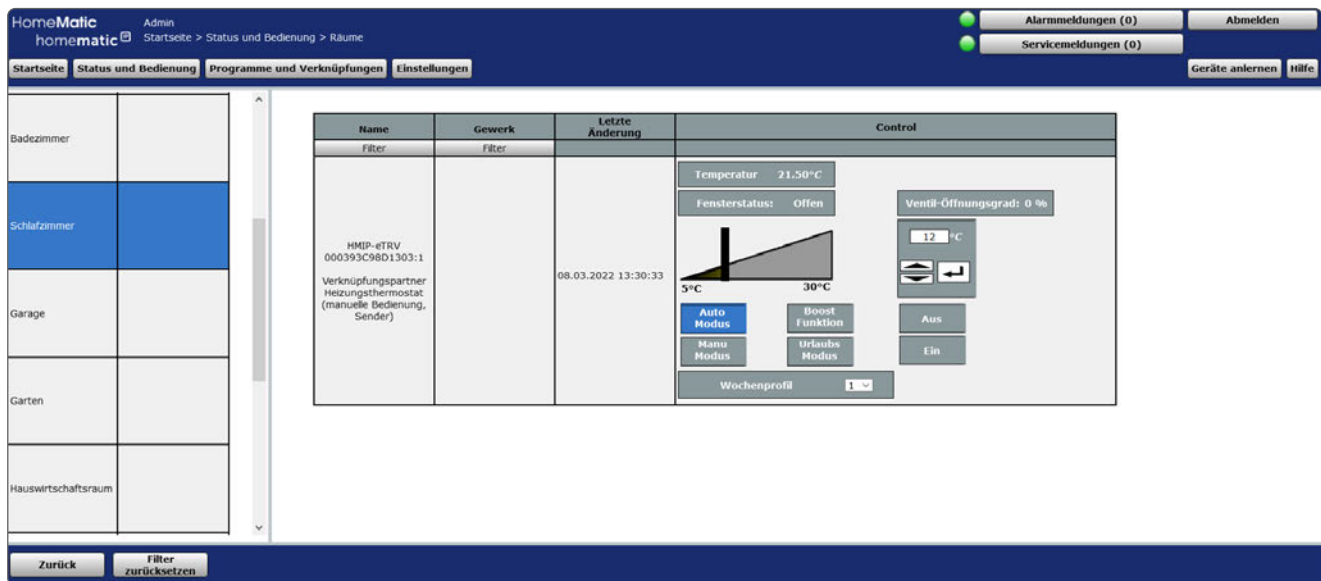 HomeMatic
homematic IP
Admin
Startseite > Status und Bedienung > Räume
Alarmmeldungen (0)
Servicemeldungen (0)
Abmelden
Startseite
Status und Bedienung
Programme und Verknüpfungen
Einstellungen
Geräte anlernen
Hilfe
Badezimmer
Schlafzimmer
Garage
Garten
Hauswirtschaftsraum
Name
Gewerk
Letzte
Änderung
Control
Filter
Filter
HMIP-eTRV
000393C98D1303:1
Verknüpfungspartner
Heizungsthermostat
(manuelle Bedienung,
Sender)
08.03.2022 13:30:33
Temperatur 21.50°C
Fensterstatus: Offen
Ventil-Öffnungsgrad: 0 %
12 °C
5°C
30°C
Auto
Modus
Boost
Funktion
Aus
Manu
Modus
Urlaubs
Modus
Ein
Wochenprofil 1
Zurück
Filter
zurücksetzen